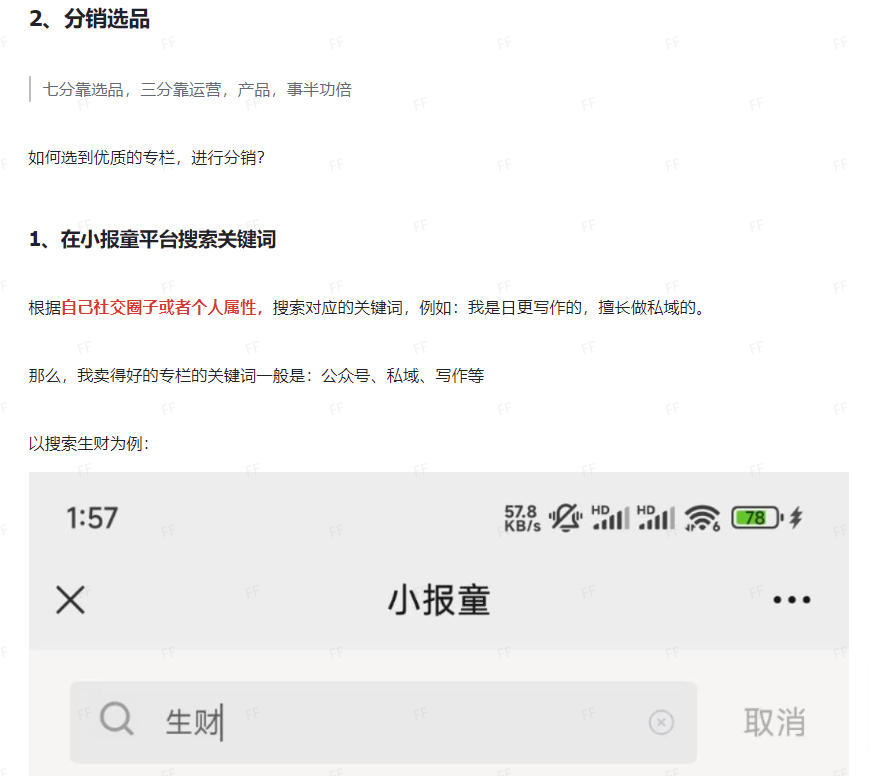 2、分销选品
七分靠选品，三分靠运营，产品，事半功倍
如何选到优质的专栏，进行分销？
1、在小报童平台搜索关键词
根据自己社交圈子或者个人属性，搜索对应的关键词，例如：我是日更写作的，擅长做私域的。
那么，我卖得好的专栏的关键词一般是：公众号、私域、写作等
以搜索生财为例：
1:57 57.8 KB/s HD HD 6 78
小报童
生财 取消
FF